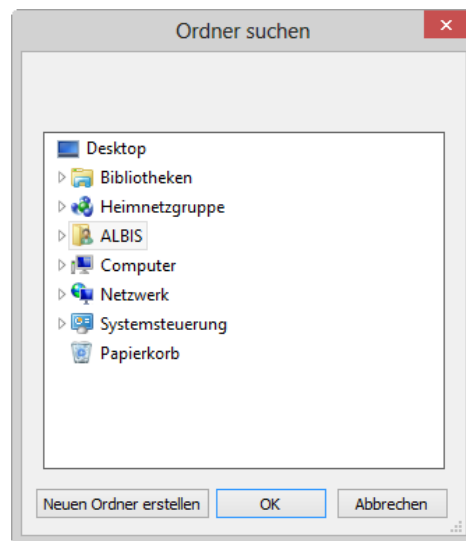 Ordner suchen
Desktop
Bibliotheken
Heimnetzgruppe
ALBIS
Computer
Netzwerk
Systemsteuerung
Papierkorb
Neuen Ordner erstellen OK Abbrechen